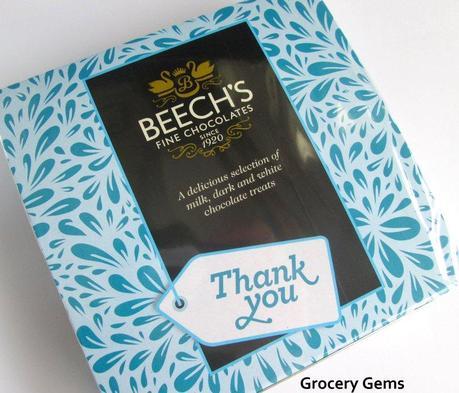 B
BEECH'S
FINE CHOCOLATES
SINCE
1920
A delicious selection of
milk, dark and white
chocolate treats
Thank
you
Grocery Gems